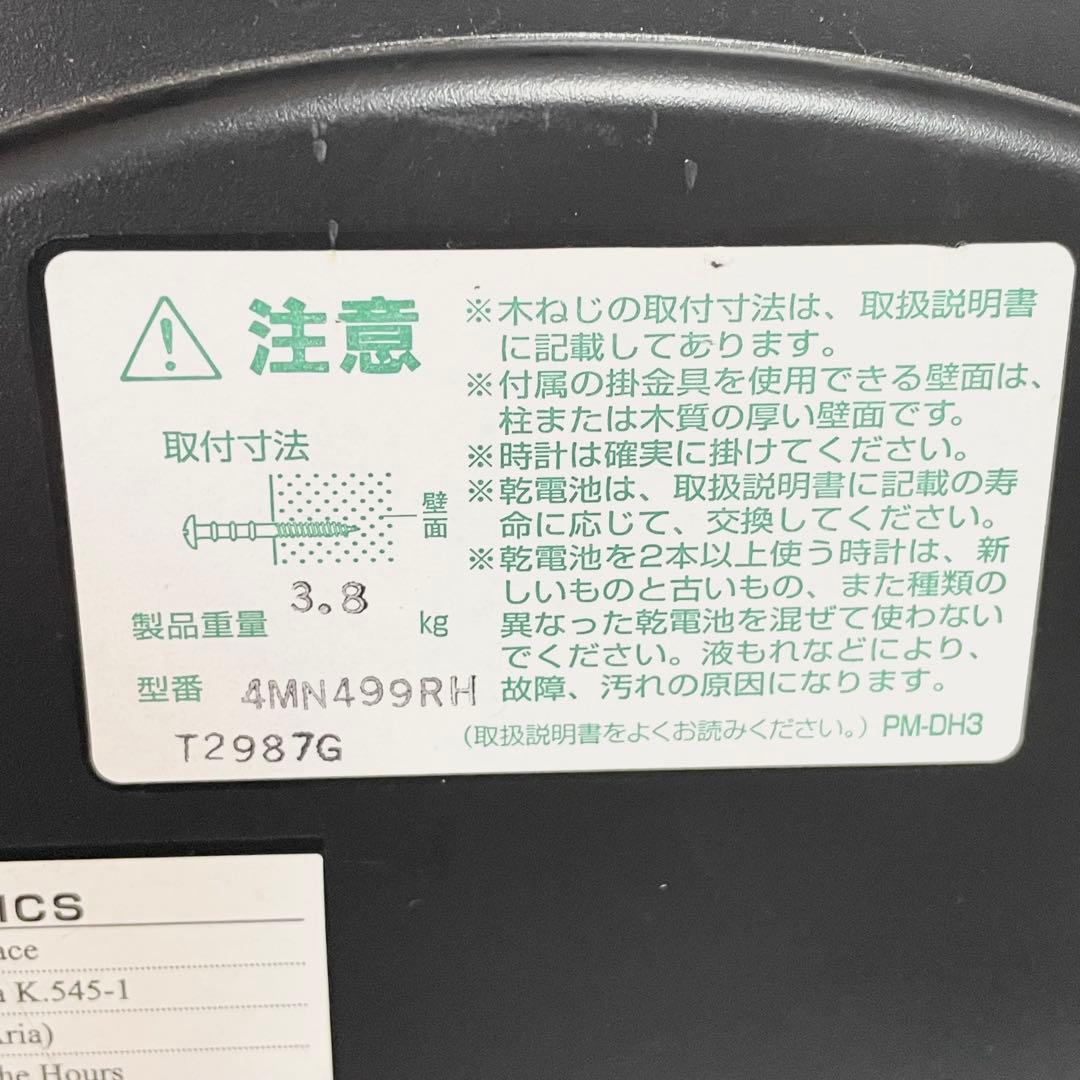 注意
取付寸法
壁面
製品重量 3.8 kg
型番 4MN499RH
T2987G
※木ねじの取付寸法は、取扱説明書
に記載してあります。
※付属の掛金具を使用できる壁面は、
柱または木質の厚い壁面です。
※時計は確実に掛けてください。
※乾電池は、取扱説明書に記載の寿
命に応じて、交換してください。
※乾電池を2本以上使う時計は、新
しいものと古いもの、また種類の
異なった乾電池を混ぜて使わない
でください。液もれなどにより、
故障、汚れの原因になります。
(取扱説明書をよくお読みください。) PM-DH3
ICS
ace
K.545-1
Aria)
he Hours